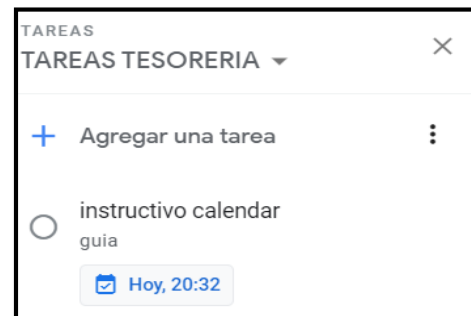 TAREAS
TAREAS TESORERIA
Agregar una tarea
instructivo calendar
guia
Hoy, 20:32